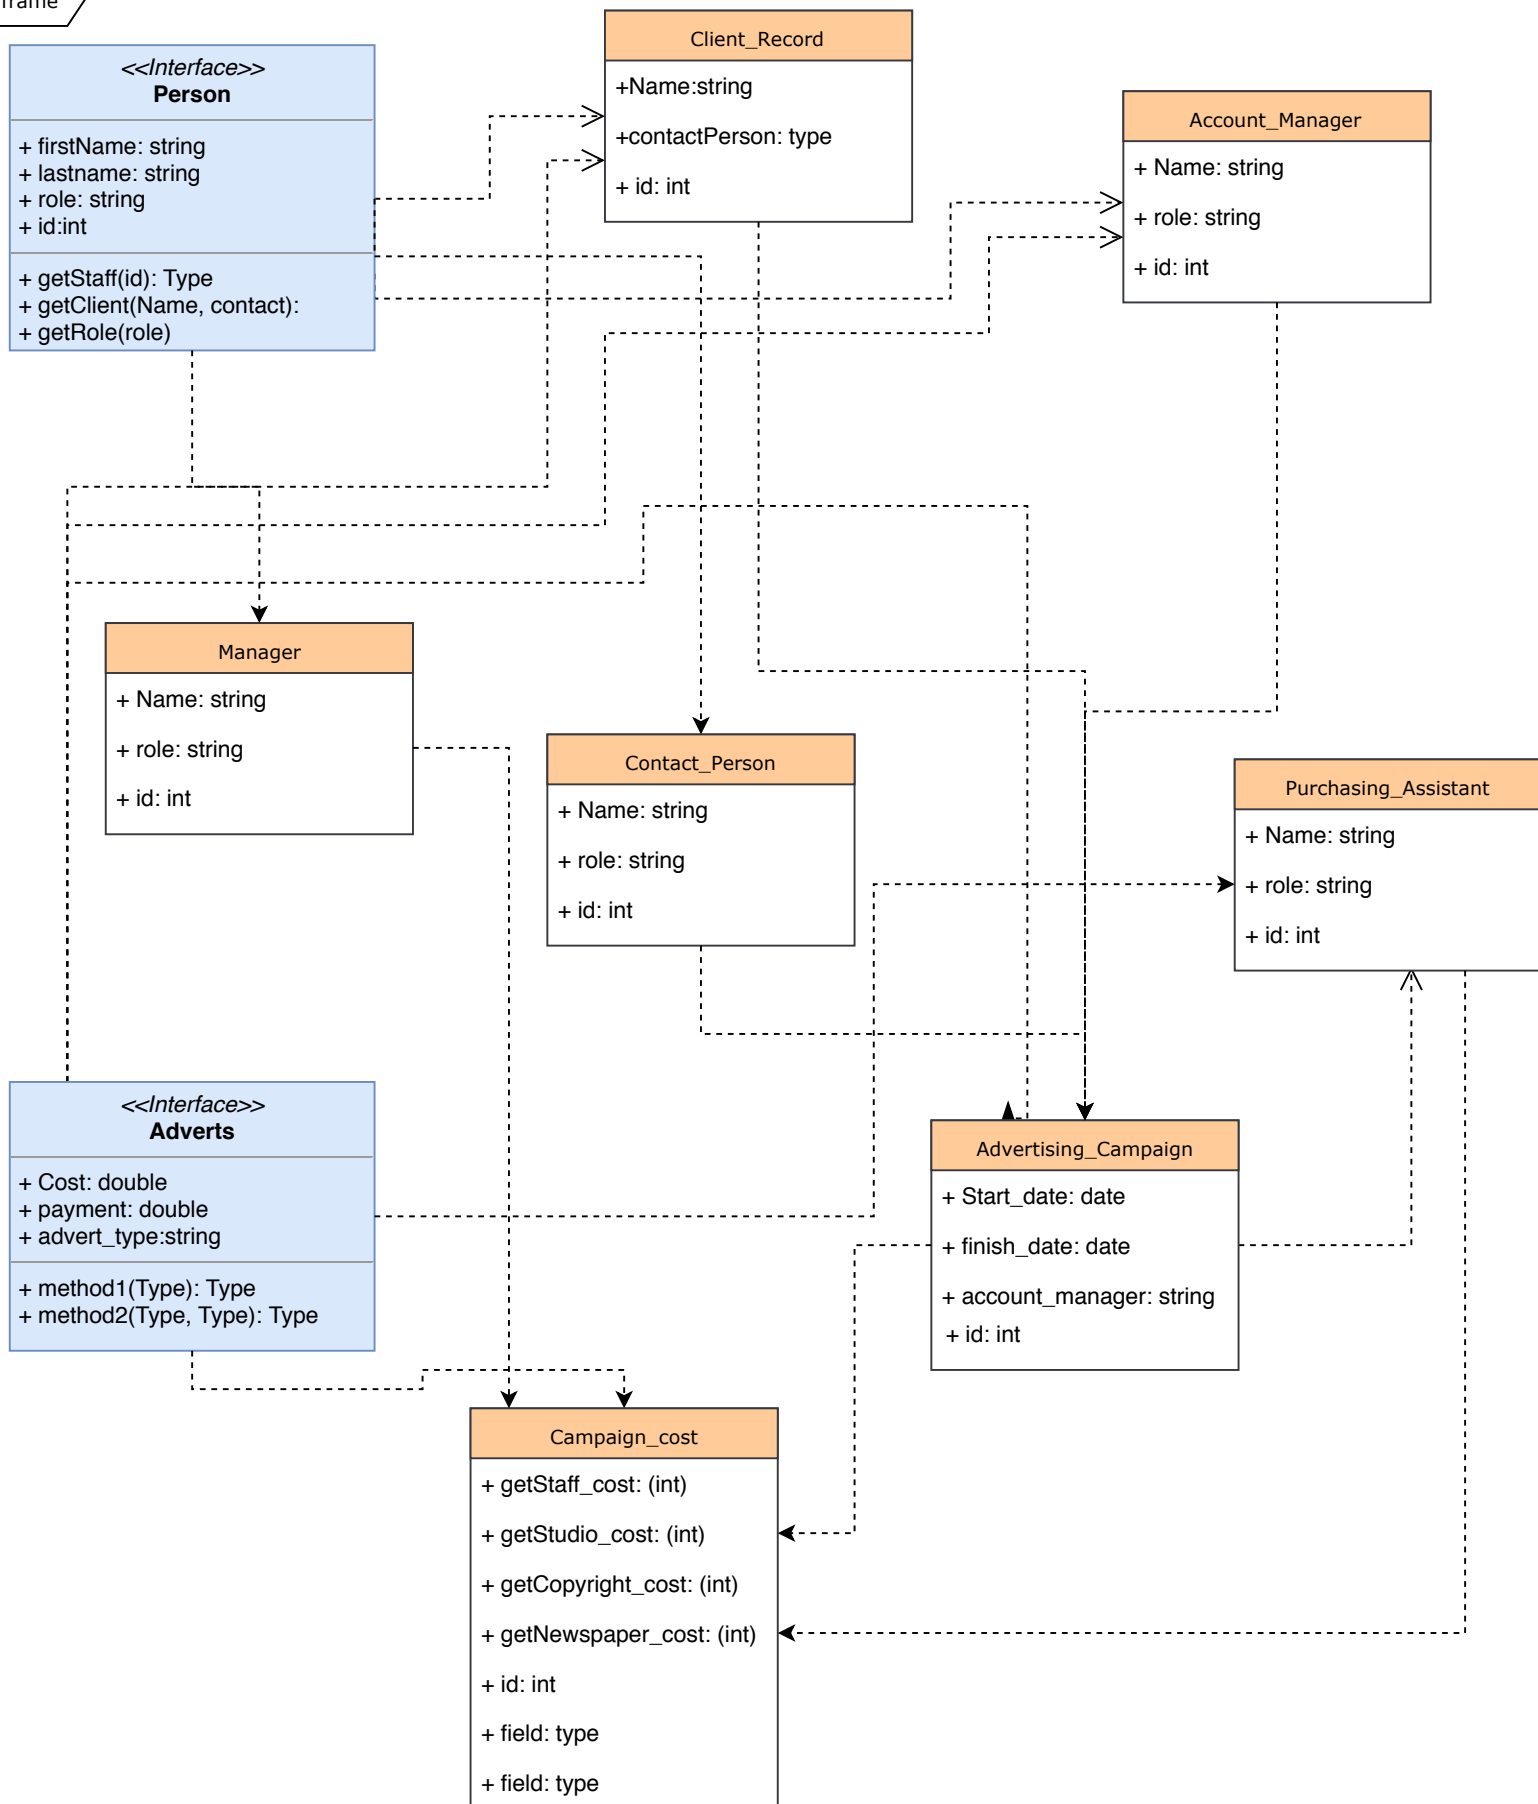 frame
<<Interface>>
Person
+ firstName: string
+ lastname: string
+ role: string
+ id:int
+ getStaff(id): Type
+ getClient(Name, contact):
+ getRole(role)
Client_Record
+Name:string
+contactPerson: type
+ id: int
Account_Manager
+ Name: string
+ role: string
+ id: int
Manager
+ Name: string
+ role: string
+ id: int
Contact_Person
+ Name: string
+ role: string
+ id: int
Purchasing_Assistant
+ Name: string
+ role: string
+ id: int
<<Interface>>
Adverts
+ Cost: double
+ payment: double
+ advert_type:string
+ method1(Type): Type
+ method2(Type, Type): Type
Advertising_Campaign
+ Start_date: date
+ finish_date: date
+ account_manager: string
+ id: int
Campaign_cost
+ getStaff_cost: (int)
+ getStudio_cost: (int)
+ getCopyright_cost: (int)
+ getNewspaper_cost: (int)
+ id: int
+ field: type
+ field: type